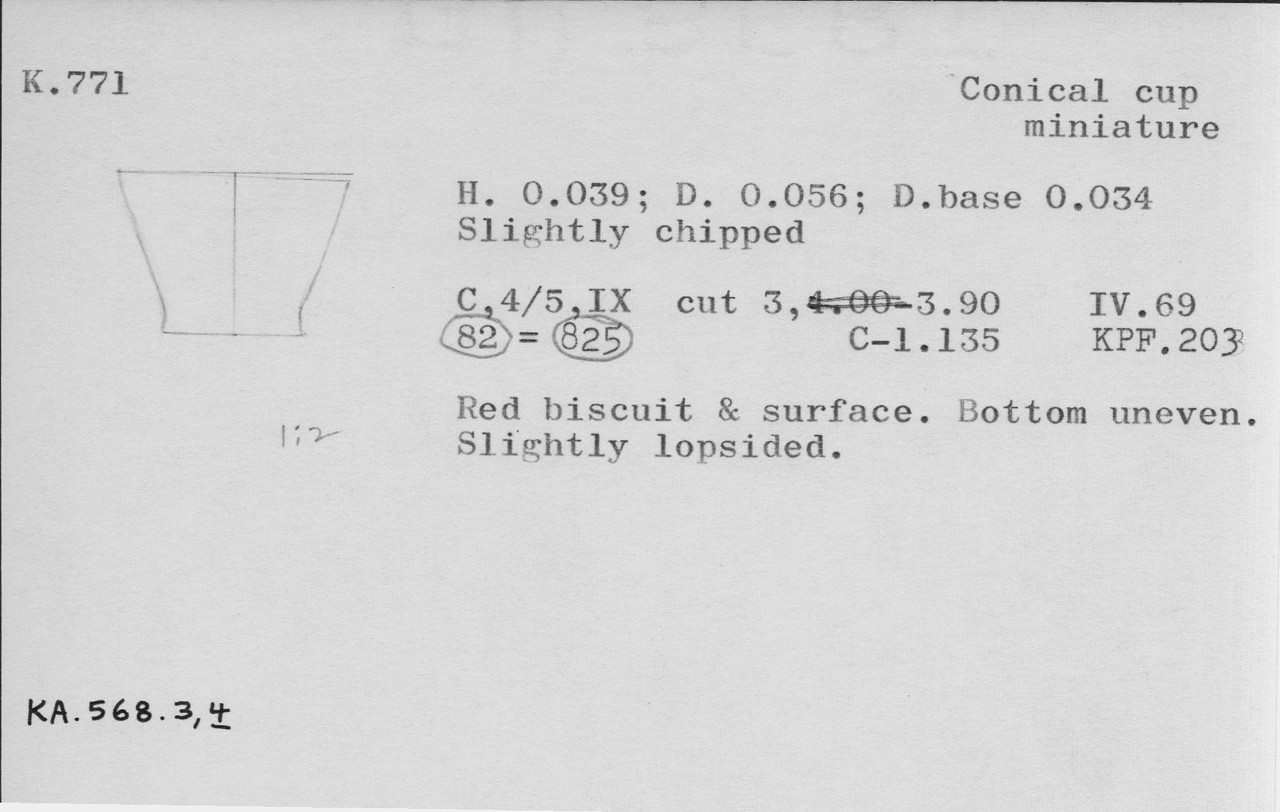 K.771
Conical cup
miniature
H. 0.039; D. 0.056; D.base 0.034
Slightly chipped
C,4/5,IX cut 3,4.00-3.90 IV.69
82 = 825 C-1.135 KPF.203
Red biscuit & surface. Bottom uneven.
Slightly lopsided.
1:2
KA.568.3,4